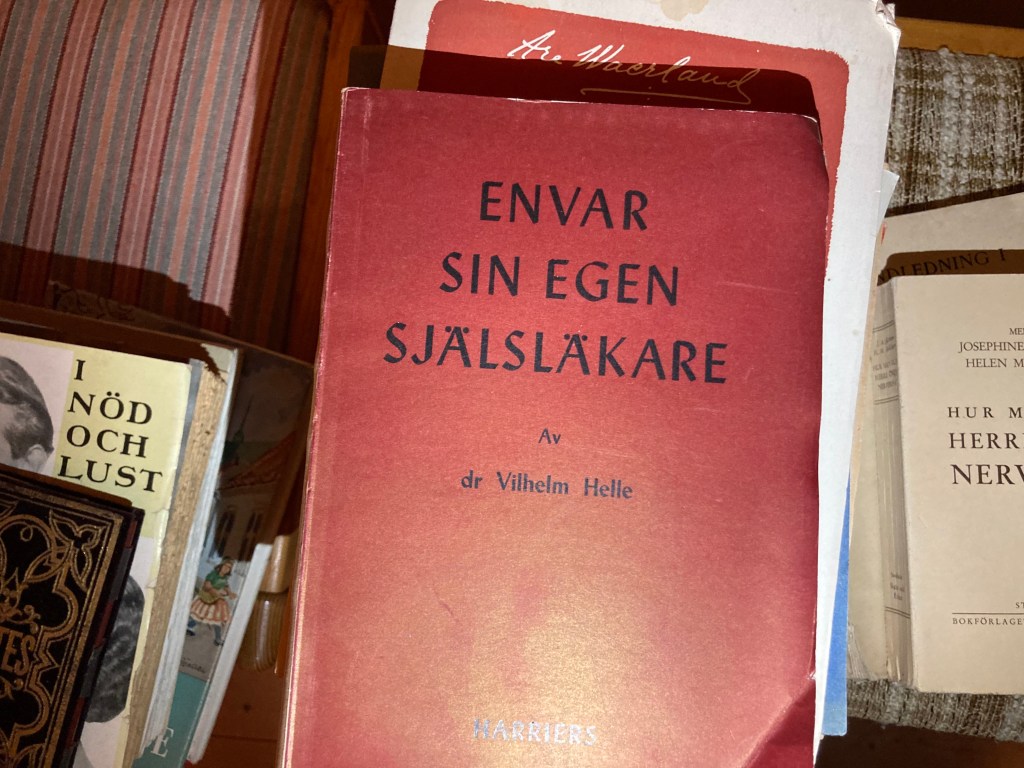 Are Waerland
ENVAR
SIN EGEN
SJÄLSLÄKARE
Av
dr Vilhelm Helle
HARRIERS
I
NÖD
OCH
LUST
JOSEPHINE
HELEN M
HUR M
HERR
NERV
BOKFÖRLAGET